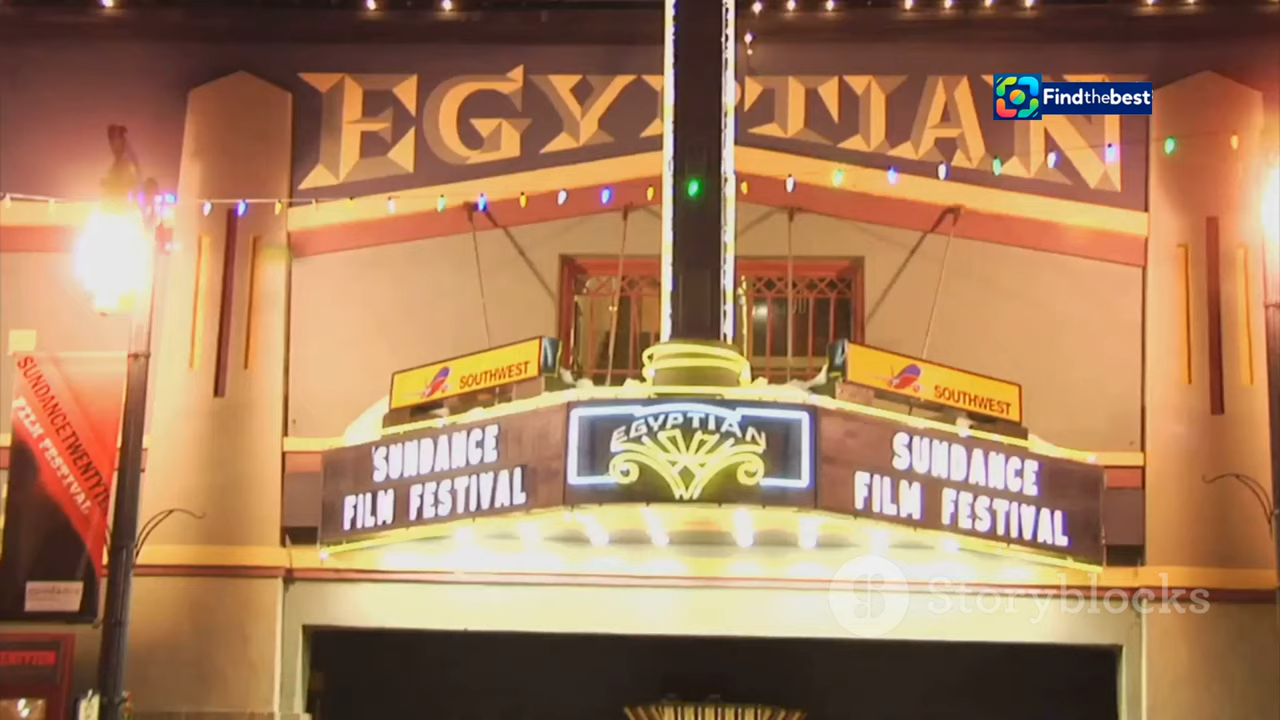 EGYPTIAN
Findthebest
SOUTHWEST
SOUTHWEST
EGYPTIAN
SUNDANCE
FILM FESTIVAL
SUNDANCE
FILM FESTIVAL
FILM FESTIVAL
Storyblocks